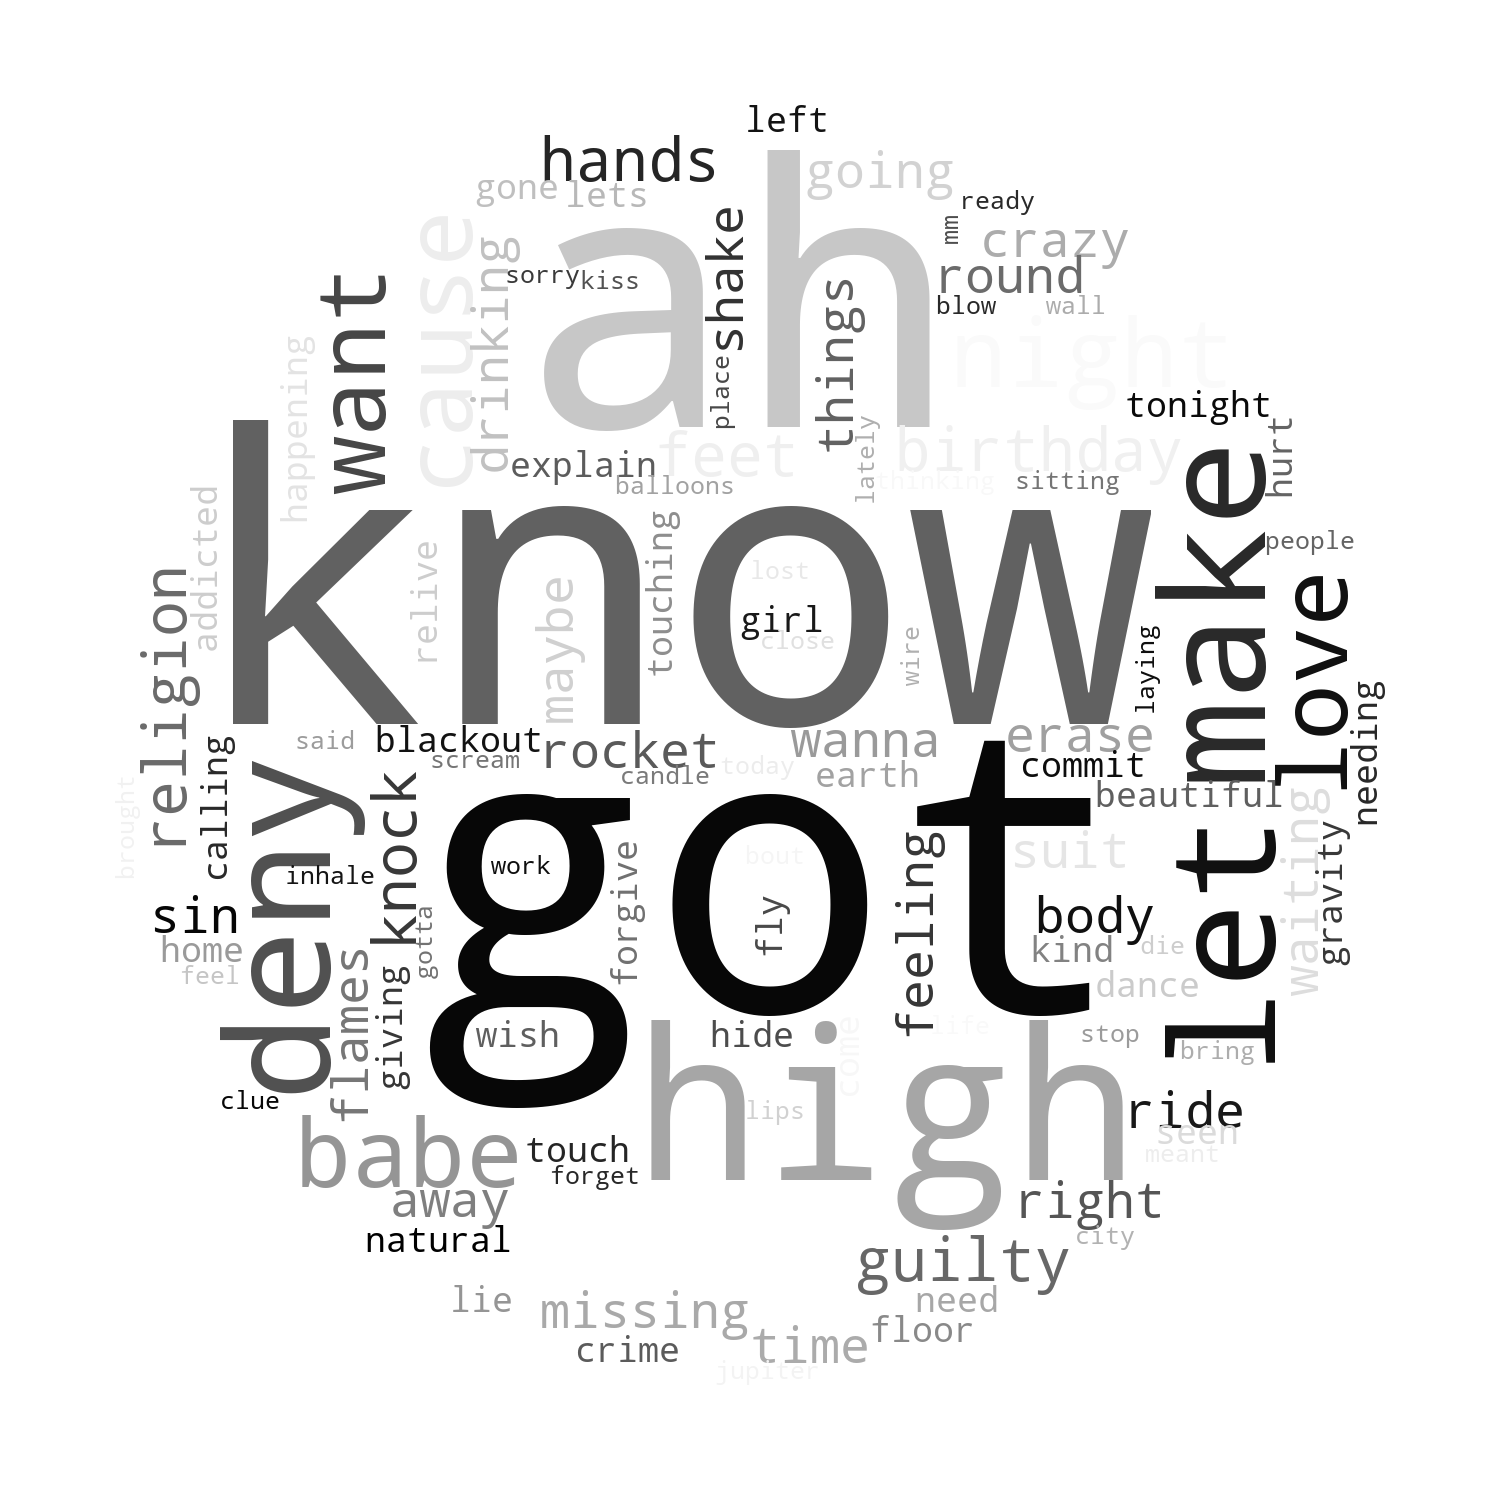 left
hands
going
gone
lets
ah
ready
mm
crazy
shake
round
sorry
kiss
want
cause
drinking
things
blow
wall
night
happening
place
tonight
feet
birthday
hurt
explain
lately
balloons
thinking
sitting
know
make
addicted
relive
touching
people
religion
maybe
lost
girl
close
wire
laying
love
needing
said
blackout
rocket
wanna
erase
scream
candle
today
earth
commit
beautiful
calling
deny
knock
got
brought
bout
suit
let
waiting
gravity
inhale
work
forgive
fly
feeling
sin
body
home
feel
gotta
kind
die
flames
giving
dance
wish
hide
high
come
life
stop
bring
clue
lips
ride
babe
touch
seen
meant
forget
away
right
natural
city
guilty
lie
missing
need
crime
time
floor
jupiter